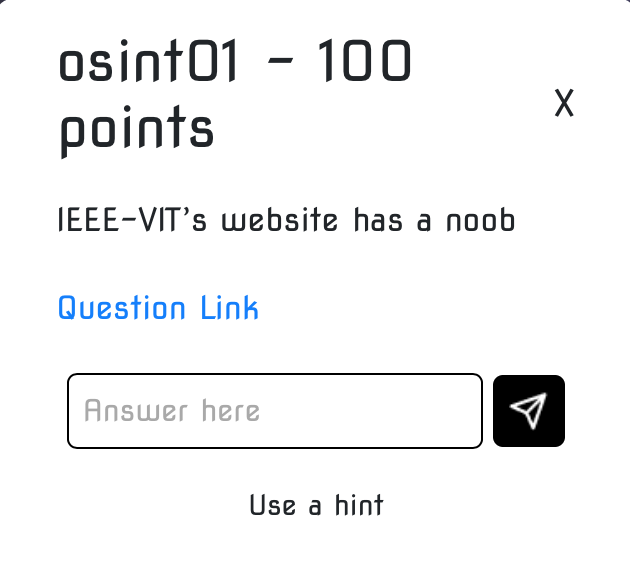 osint01 - 100
points
X
IEEE-VIT's website has a noob
Question Link
Answer here
Use a hint